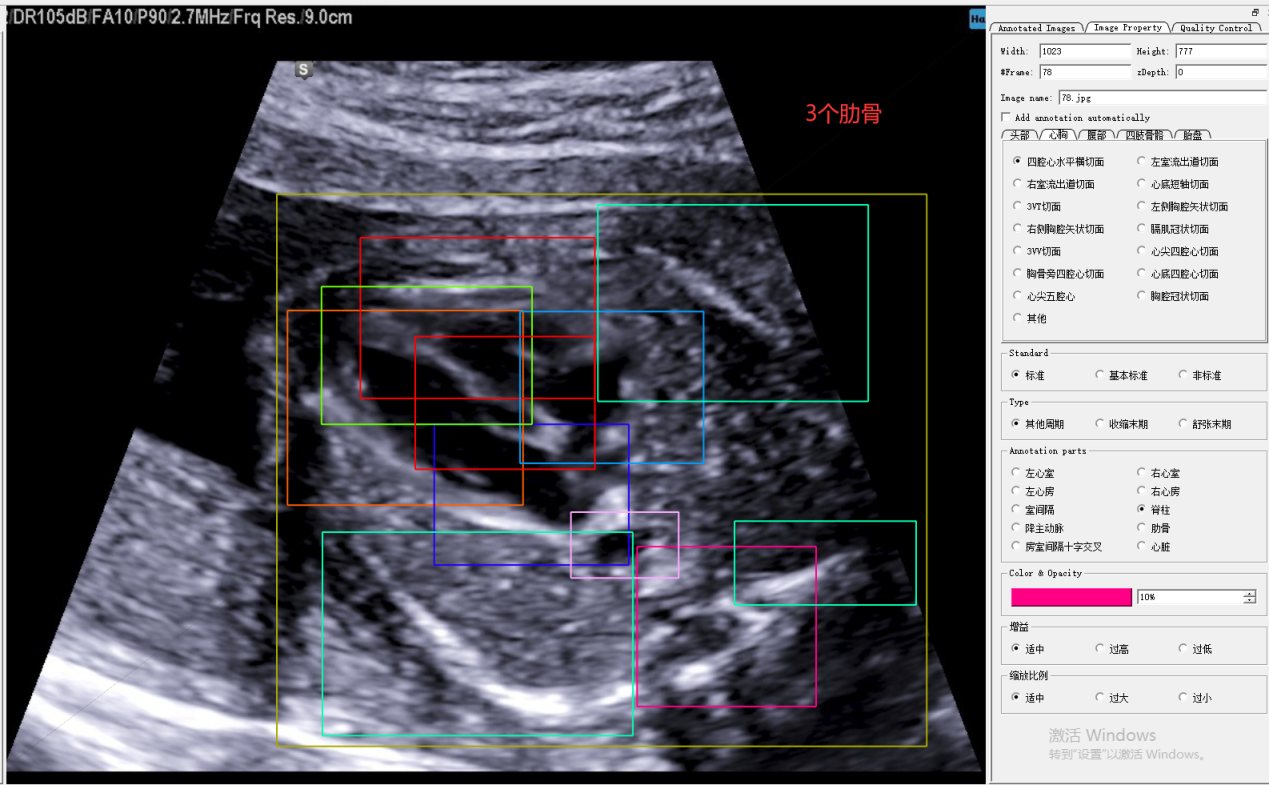 /DR105dB/FA10/P90/2.7MHz/Frq Res./9.0cm
Ha
S
3个肋骨
Annotated Images
Image Property
Quality Control
Width: 1023
Height: 777
#Frame: 78
zDepth: 0
Image name: 78.jpg
Add annotation automatically
头部
心胸
腹部
四肢骨骼
胎盘
四腔心水平横切面
左室流出道切面
右室流出道切面
心底短轴切面
3VT切面
左侧胸腔矢状切面
右侧胸腔矢状切面
膈肌冠状切面
3VV切面
心尖四腔心切面
胸骨旁四腔心切面
心底四腔心切面
心尖五腔心
胸腔冠状切面
其他
Standard
标准
基本标准
非标准
Type
其他周期
收缩末期
舒张末期
Annotation parts
左心室
右心室
左心房
右心房
室间隔
脊柱
降主动脉
肋骨
房室间隔十字交叉
心脏
Color & Opacity
10%
增益
适中
过高
过低
缩放比例
适中
过大
过小
激活 Windows
转到"设置"以激活 Windows。